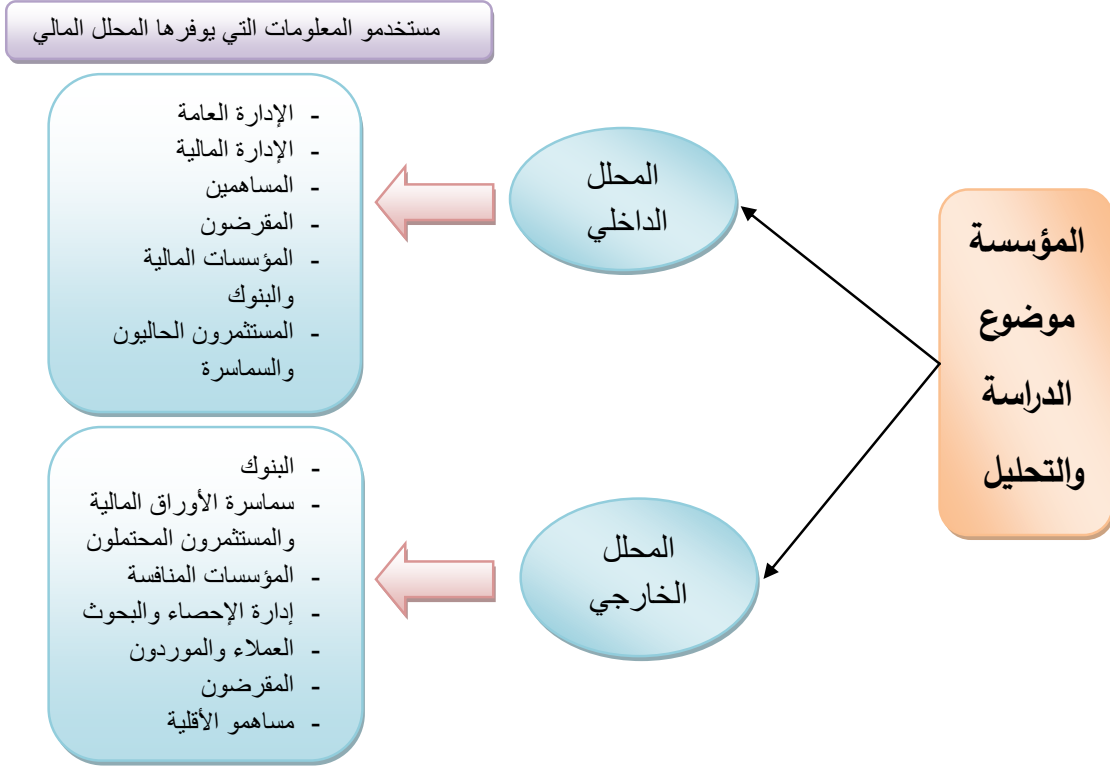 مستخدمو المعلومات التي يوفرها المحلل المالي
المؤسسة
موضوع
الدراسة
والتحليل
المحلل
الداخلي
- الإدارة العامة
- الإدارة المالية
- المساهمين
- المقرضون
- المؤسسات المالية
والبنوك
- المستثمرون الحاليون
والسماسرة
المحلل
الخارجي
- البنوك
- سماسرة الأوراق المالية
والمستثمرون المحتملون
- المؤسسات المنافسة
- إدارة الإحصاء والبحوث
- العملاء والموردون
- المقرضون
- مساهمو الأقلية